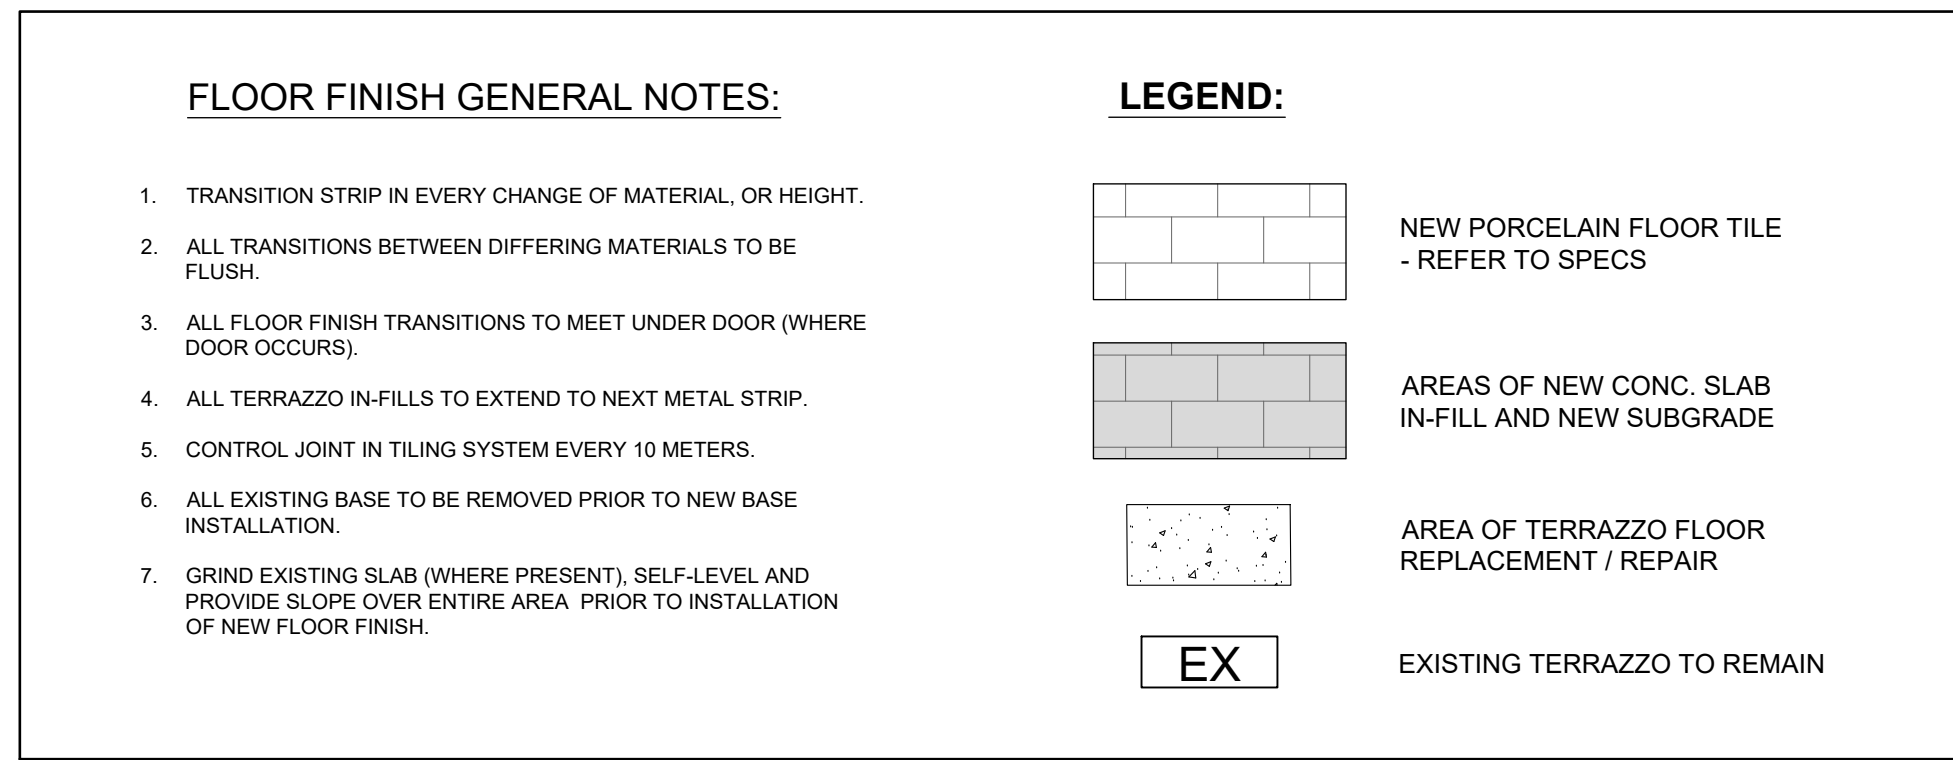 FLOOR FINISH GENERAL NOTES:
1. TRANSITION STRIP IN EVERY CHANGE OF MATERIAL, OR HEIGHT.
2. ALL TRANSITIONS BETWEEN DIFFERING MATERIALS TO BE
FLUSH.
3. ALL FLOOR FINISH TRANSITIONS TO MEET UNDER DOOR (WHERE
DOOR OCCURS).
4. ALL TERRAZZO IN-FILLS TO EXTEND TO NEXT METAL STRIP.
5. CONTROL JOINT IN TILING SYSTEM EVERY 10 METERS.
6. ALL EXISTING BASE TO BE REMOVED PRIOR TO NEW BASE
INSTALLATION.
7. GRIND EXISTING SLAB (WHERE PRESENT), SELF-LEVEL AND
PROVIDE SLOPE OVER ENTIRE AREA PRIOR TO INSTALLATION
OF NEW FLOOR FINISH.
LEGEND:
NEW PORCELAIN FLOOR TILE
- REFER TO SPECS
AREAS OF NEW CONC. SLAB
IN-FILL AND NEW SUBGRADE
AREA OF TERRAZZO FLOOR
REPLACEMENT / REPAIR
EX
EXISTING TERRAZZO TO REMAIN